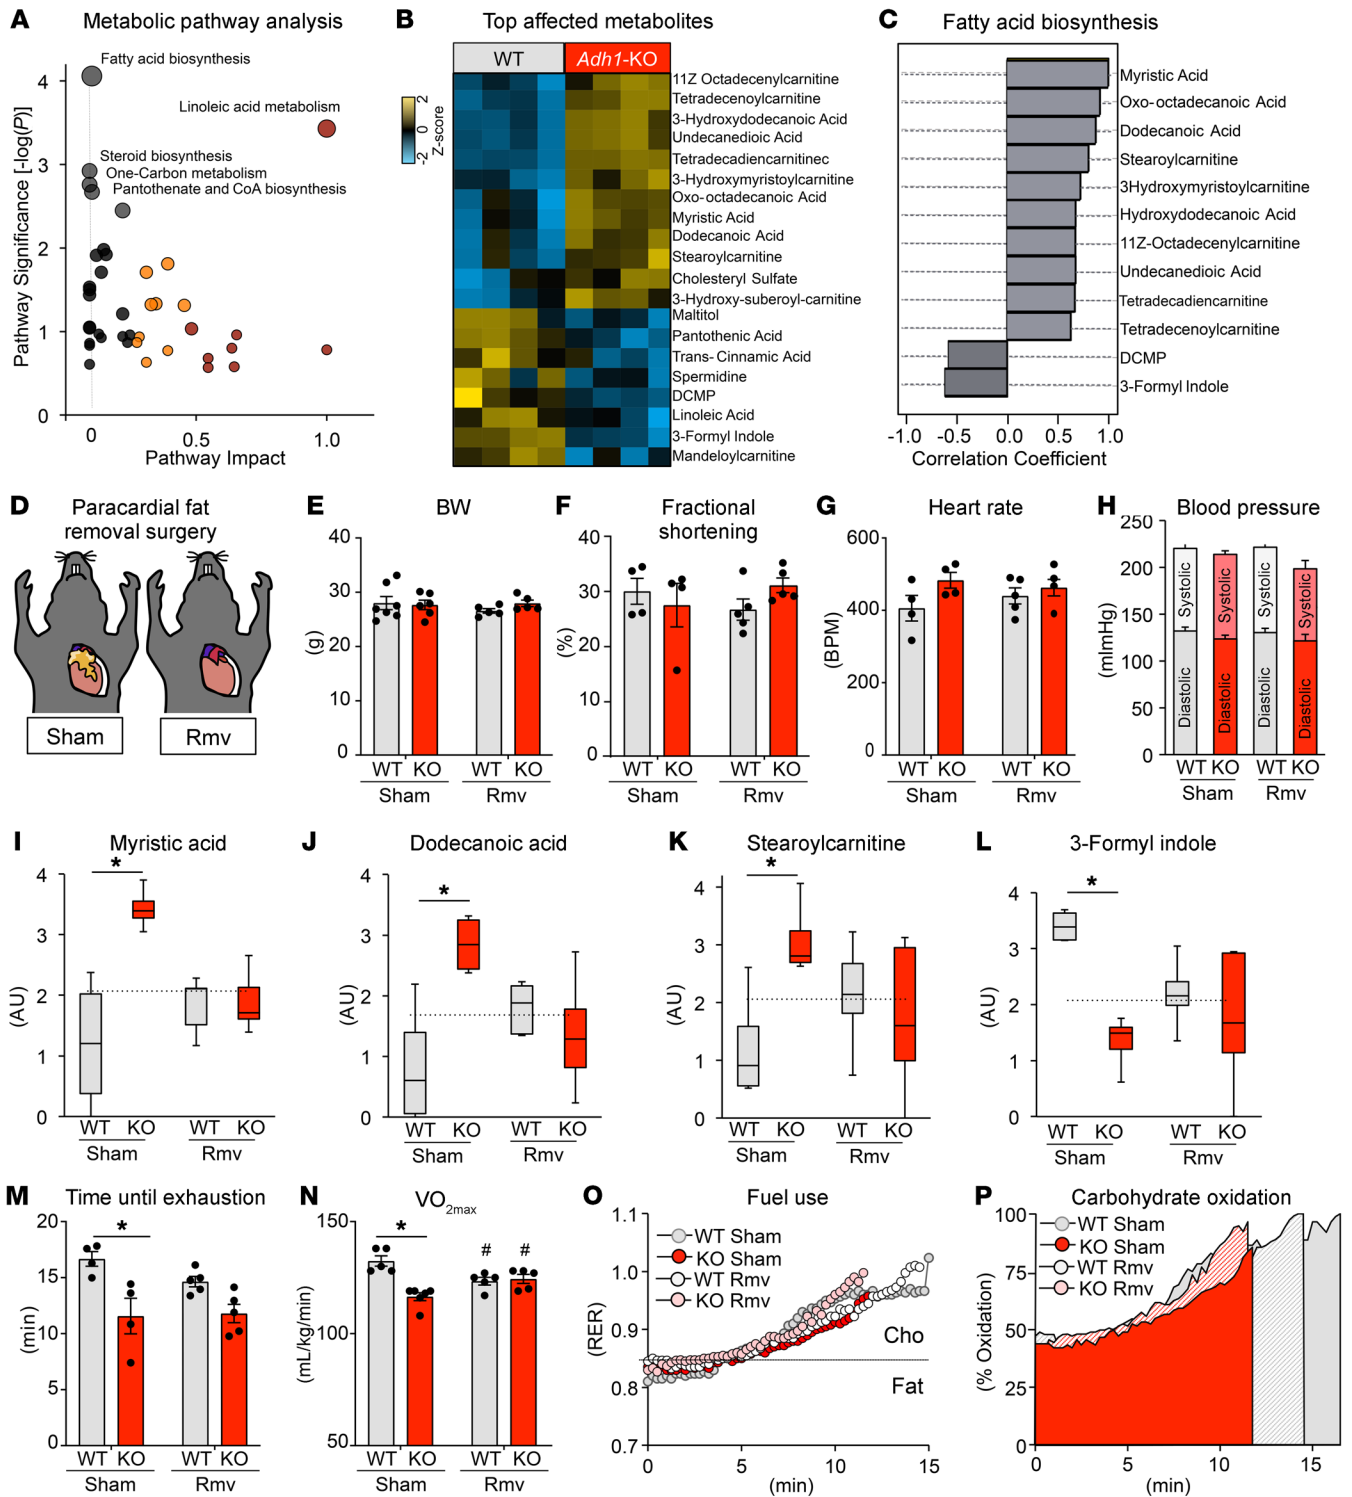 A
Metabolic pathway analysis
Pathway Significance [-log(P)]
4
3
2
1
0
Fatty acid biosynthesis
Linoleic acid metabolism
Steroid biosynthesis
One-Carbon metabolism
Pantothenate and CoA biosynthesis
0
0.5
1.0
Pathway Impact
B
Top affected metabolites
WT
Adh1-KO
2
0
-2
Z-score
11Z Octadecenylcarnitine
Tetradecenoylcarnitine
3-Hydroxydodecanoic Acid
Undecanedioic Acid
Tetradecadiencarnitinec
3-Hydroxymyristoylcarnitine
Oxo-octadecanoic Acid
Myristic Acid
Dodecanoic Acid
Stearoylcarnitine
Cholesteryl Sulfate
3-Hydroxy-suberoyl-carnitine
Maltitol
Pantothenic Acid
Trans-Cinnamic Acid
Spermidine
DCMP
Linoleic Acid
3-Formyl Indole
Mandeloylcarnitine
C
Fatty acid biosynthesis
Myristic Acid
Oxo-octadecanoic Acid
Dodecanoic Acid
Stearoylcarnitine
3Hydroxymyristoylcarnitine
Hydroxydodecanoic Acid
11Z-Octadecenylcarnitine
Undecanedioic Acid
Tetradecadiencarnitine
Tetradecenoylcarnitine
DCMP
3-Formyl Indole
-1.0
-0.5
0.0
0.5
1.0
Correlation Coefficient
D
Paracardial fat
removal surgery
Sham
Rmv
E
BW
(g)
40
30
20
10
0
WT KO
WT KO
Sham
Rmv
F
Fractional
shortening
(%)
40
30
20
10
0
WT KO
WT KO
Sham
Rmv
G
Heart rate
(BPM)
600
400
200
0
WT KO
WT KO
Sham
Rmv
H
Blood pressure
(mlmHg)
250
200
150
100
50
0
Systolic
Systolic
Systolic
Systolic
Diastolic
Diastolic
Diastolic
Diastolic
WT KO
WT KO
Sham
Rmv
I
Myristic acid
*
(AU)
4
3
2
1
0
WT KO
WT KO
Sham
Rmv
J
Dodecanoic acid
*
(AU)
4
3
2
1
0
WT KO
WT KO
Sham
Rmv
K
Stearoylcarnitine
*
(AU)
4
3
2
1
0
WT KO
WT KO
Sham
Rmv
L
3-Formyl indole
*
(AU)
4
3
2
1
0
WT KO
WT KO
Sham
Rmv
M
Time until exhaustion
*
(min)
20
15
10
5
0
WT KO
WT KO
Sham
Rmv
N
VO2max
*
# #
(mL/kg/min)
150
100
50
WT KO
WT KO
Sham
Rmv
O
Fuel use
WT Sham
KO Sham
WT Rmv
KO Rmv
(RER)
1.1
1.0
0.9
0.8
0.7
Cho
Fat
0
5
10
15
(min)
P
Carbohydrate oxidation
WT Sham
KO Sham
WT Rmv
KO Rmv
(% Oxidation)
100
75
50
25
0
0
5
10
15
(min)